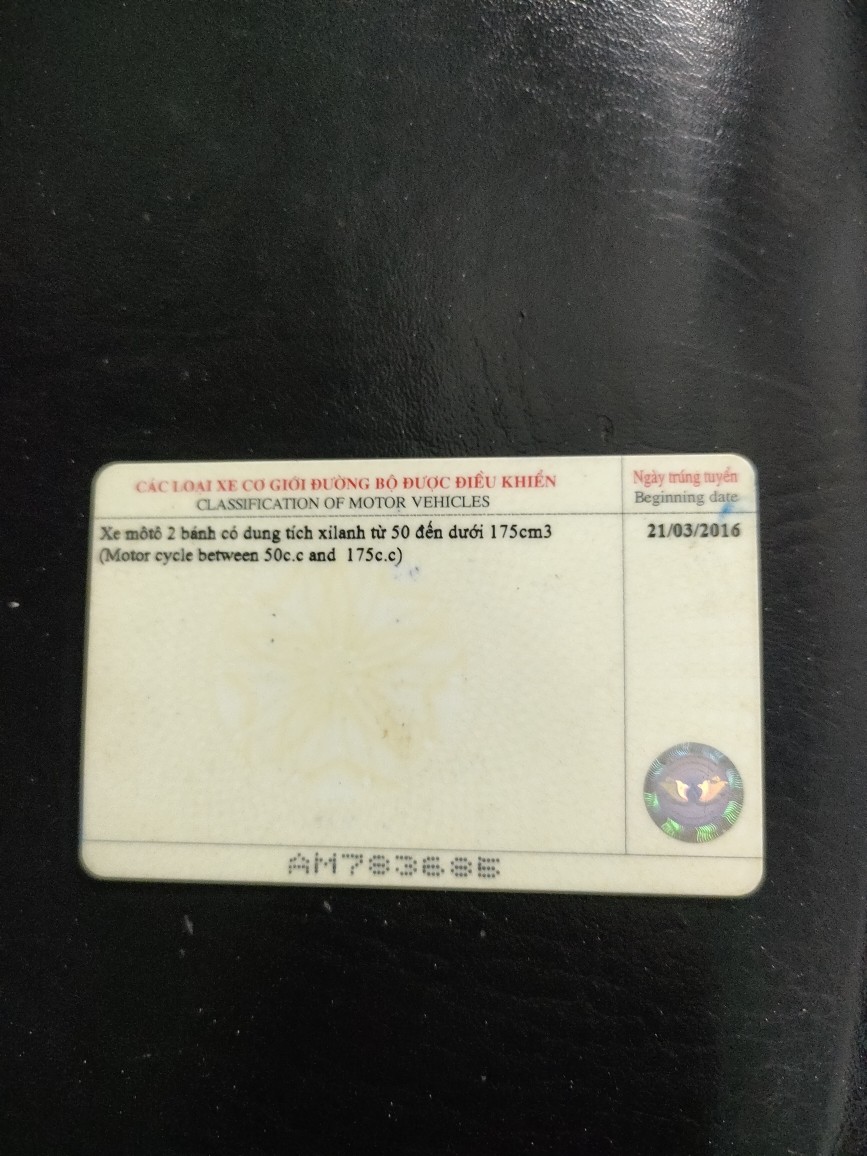 CÁC LOẠI XE CƠ GIỚI ĐƯỜNG BỘ ĐƯỢC ĐIỀU KHIỂN
CLASSIFICATION OF MOTOR VEHICLES
Ngày trúng tuyển
Beginning date
Xe môtô 2 bánh có dung tích xilanh từ 50 đến dưới 175cm3
(Motor cycle between 50c.c and 175c.c)
21/03/2016
AM783685